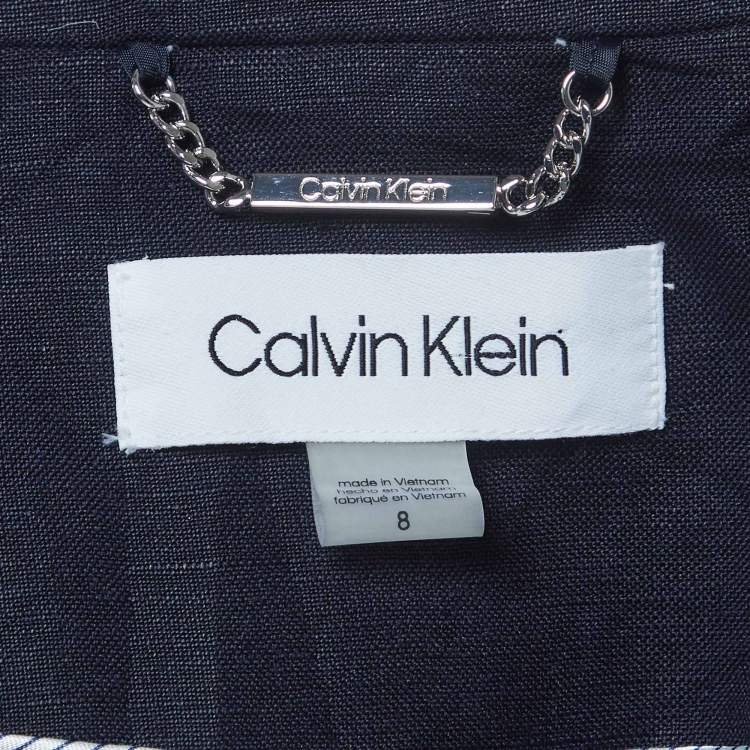 Calvin Klein
Calvin Klein
made in Vietnam
hecho en Vietnam
fabriqué en Vietnam
8